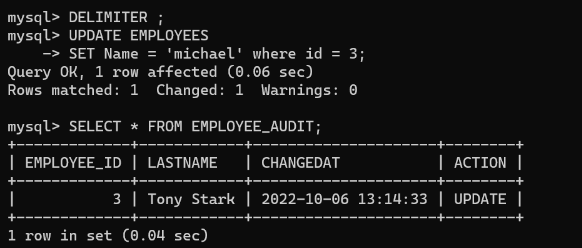 mysql> DELIMITER ;
mysql> UPDATE EMPLOYEES
    -> SET Name = 'michael' where id = 3;
Query OK, 1 row affected (0.06 sec)
Rows matched: 1  Changed: 1  Warnings: 0

mysql> SELECT * FROM EMPLOYEE_AUDIT;
+-------------+------------+---------------------+--------+
| EMPLOYEE_ID | LASTNAME   | CHANGEDAT           | ACTION |
+-------------+------------+---------------------+--------+
|           3 | Tony Stark | 2022-10-06 13:14:33 | UPDATE |
+-------------+------------+---------------------+--------+
1 row in set (0.04 sec)